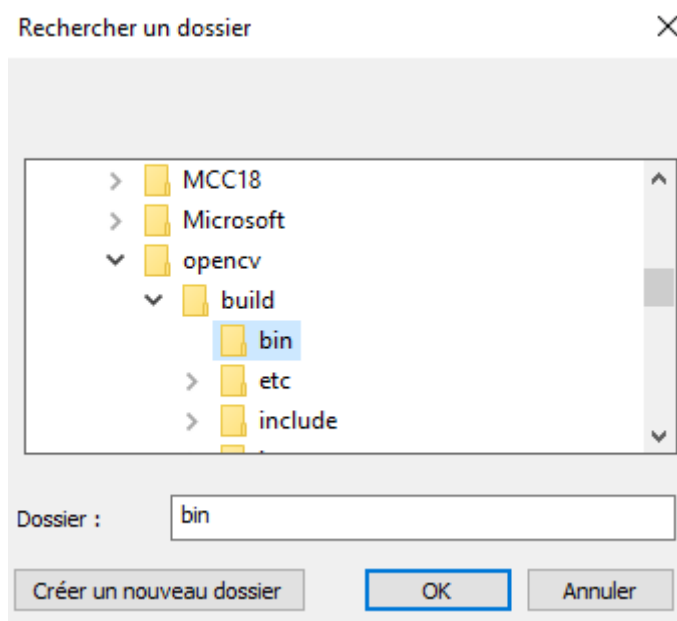 Rechercher un dossier
MCC18
Microsoft
opencv
build
bin
etc
include
Dossier :
bin
Créer un nouveau dossier
OK
Annuler